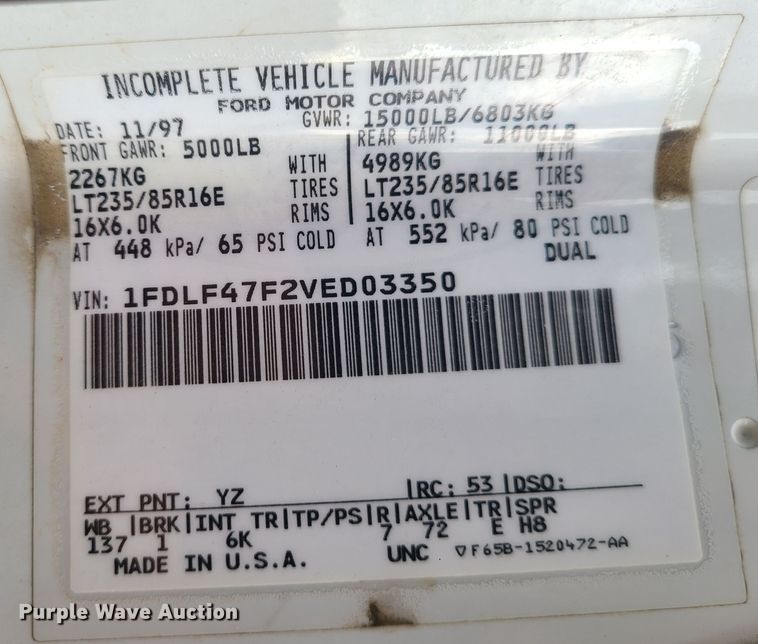 INCOMPLETE VEHICLE MANUFACTURED BY
FORD MOTOR COMPANY
DATE: 11/97 GVWR: 15000LB/6803KG
FRONT GAWR: 5000LB REAR GAWR: 11000LB
2267KG WITH 4989KG WITH
LT235/85R16E TIRES LT235/85R16E TIRES
16X6.0K RIMS 16X6.0K RIMS
AT 448 kPa/ 65 PSI COLD AT 552 kPa/ 80 PSI COLD
DUAL
VIN: 1FDLF47F2VED03350
EXT PNT: YZ RC: 53 DSO:
WB BRK INT TR TP/PS R AXLE TR SPR
137 1 6K 7 72 E H8
MADE IN U.S.A. UNC ▽F65B-1520472-AA
Purple Wave Auction